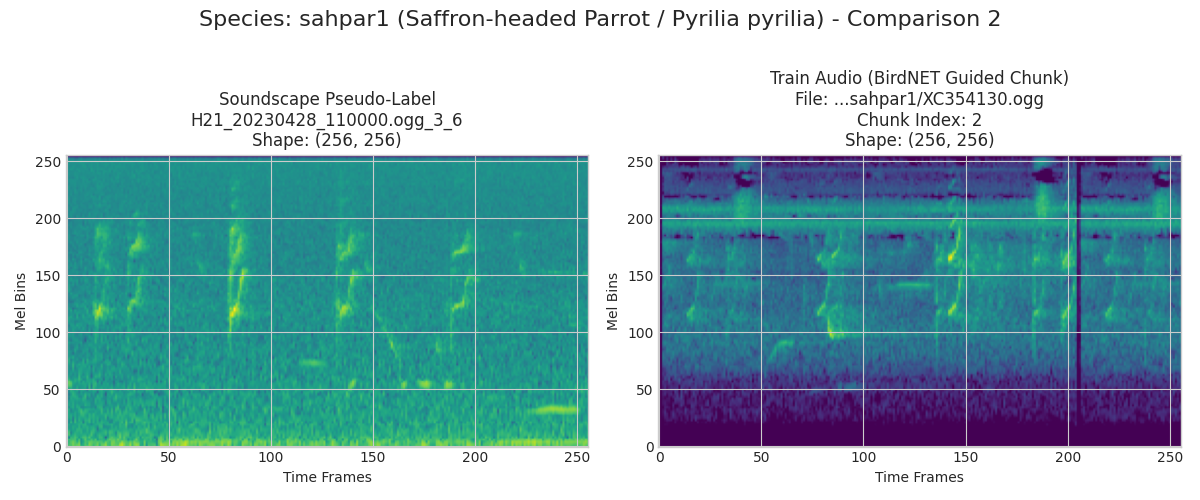 Species: sahpar1 (Saffron-headed Parrot / Pyrilia pyrilia) - Comparison 2
Soundscape Pseudo-Label
H21_20230428_110000.ogg_3_6
Shape: (256, 256)
250
200
150
100
50
0
Mel Bins
0 50 100 150 200 250
Time Frames
Train Audio (BirdNET Guided Chunk)
File: ...sahpar1/XC354130.ogg
Chunk Index: 2
Shape: (256, 256)
250
200
150
100
50
0
Mel Bins
0 50 100 150 200 250
Time Frames